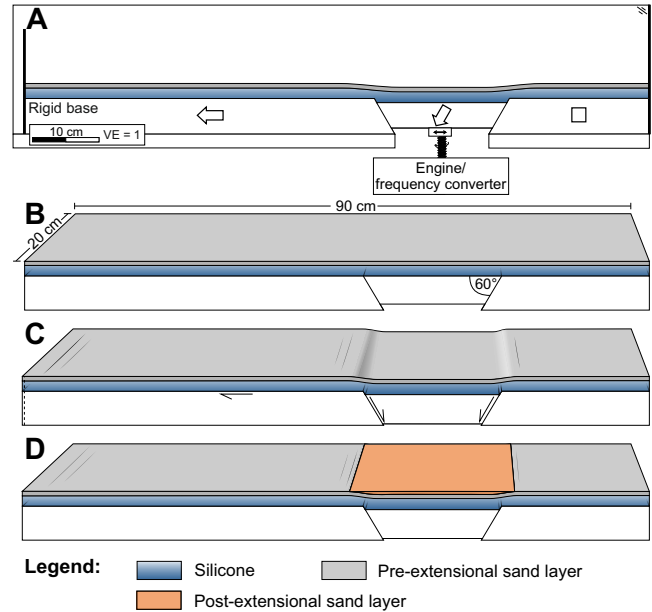 A
Rigid base
10 cm VE = 1
Engine/
frequency converter
B
90 cm
20 cm
60°
C
D
Legend:
Silicone
Pre-extensional sand layer
Post-extensional sand layer